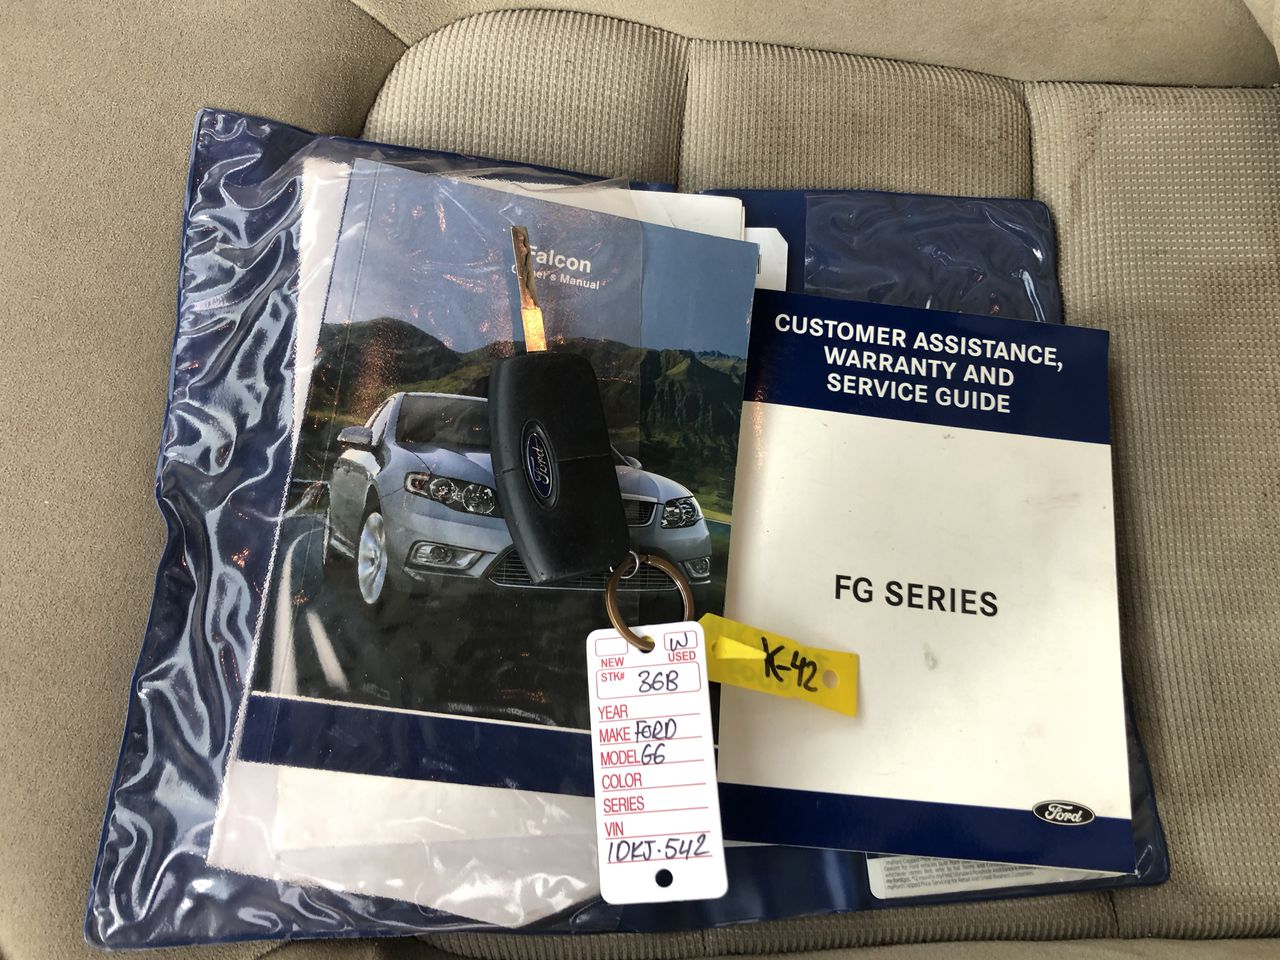 Falcon
Owner's Manual
CUSTOMER ASSISTANCE,
WARRANTY AND
SERVICE GUIDE
FG SERIES
Ford
Ford
K-42
W
NEW USED
STK# 36B
YEAR
MAKE FORD
MODEL G6
COLOR
SERIES
VIN
1DKJ·542